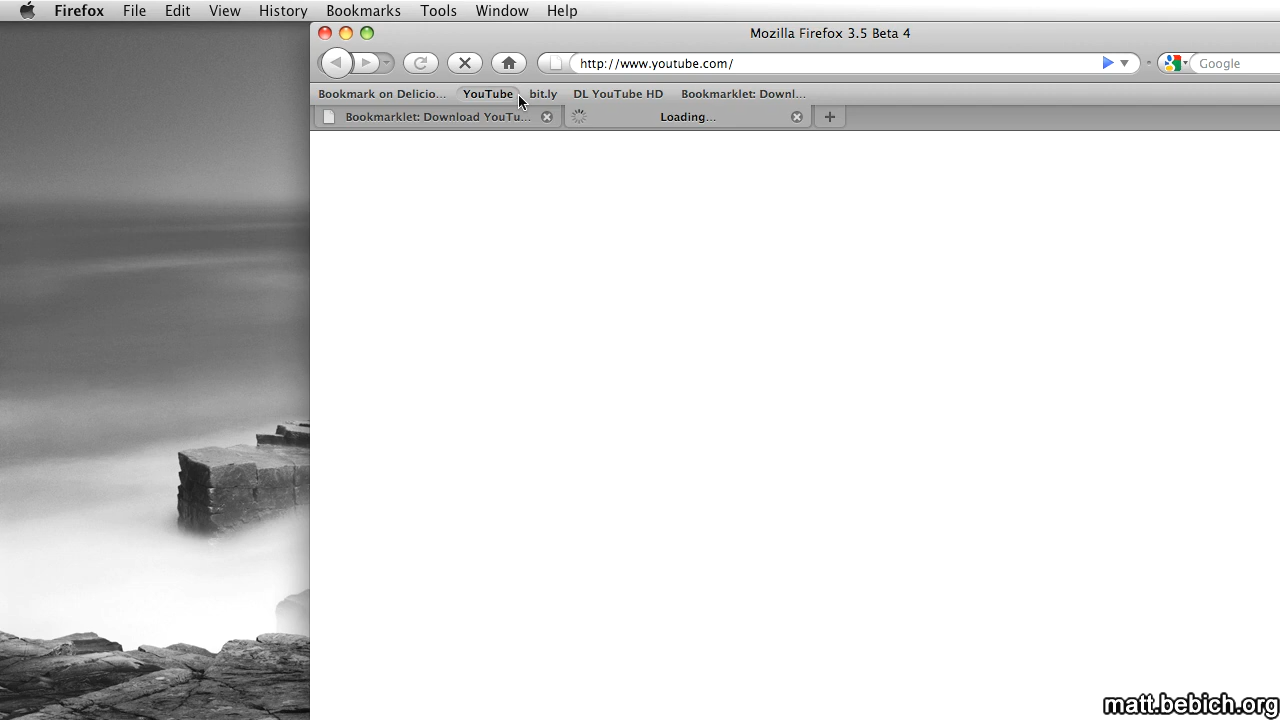 Firefox File Edit View History Bookmarks Tools Window Help
Mozilla Firefox 3.5 Beta 4
http://www.youtube.com/ Google
Bookmark on Delicio... YouTube bit.ly DL YouTube HD Bookmarklet: Downl...
Bookmarklet: Download YouTu... Loading...
matt.bebich.org